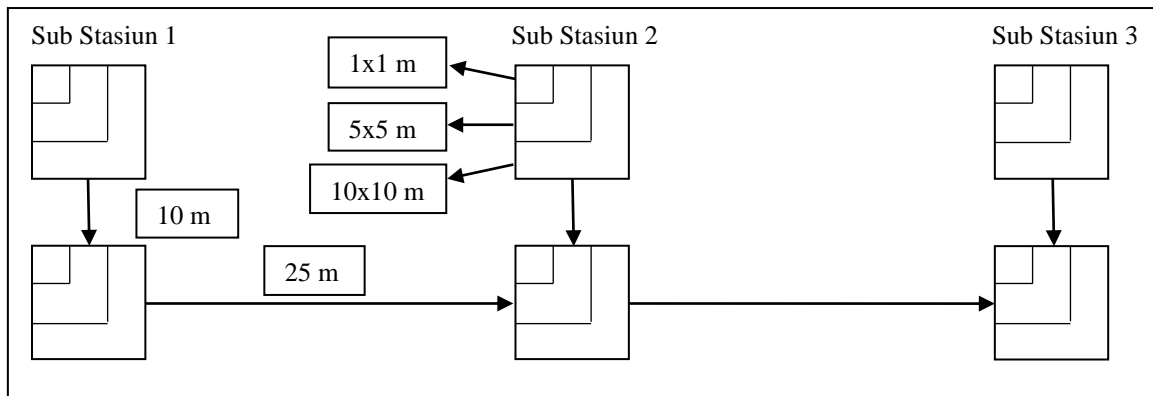 Sub Stasiun 1
Sub Stasiun 2
Sub Stasiun 3
1x1 m
5x5 m
10x10 m
10 m
25 m